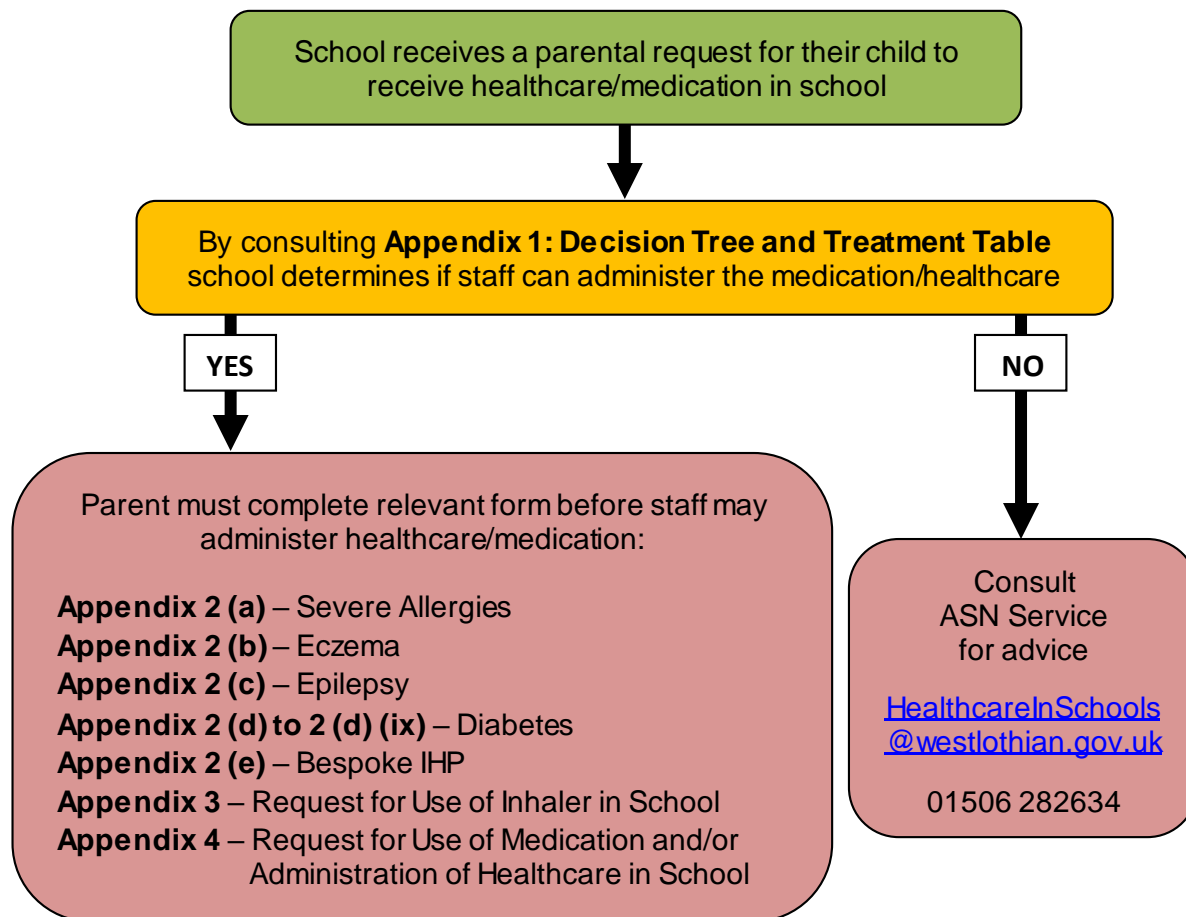 School receives a parental request for their child to
receive healthcare/medication in school
By consulting Appendix 1: Decision Tree and Treatment Table
school determines if staff can administer the medication/healthcare
YES
NO
Parent must complete relevant form before staff may
administer healthcare/medication:
Appendix 2 (a) – Severe Allergies
Appendix 2 (b) – Eczema
Appendix 2 (c) – Epilepsy
Appendix 2 (d) to 2 (d) (ix) – Diabetes
Appendix 2 (e) – Bespoke IHP
Appendix 3 – Request for Use of Inhaler in School
Appendix 4 – Request for Use of Medication and/or
Administration of Healthcare in School
Consult
ASN Service
for advice
HealthcareInSchools
@westlothian.gov.uk
01506 282634